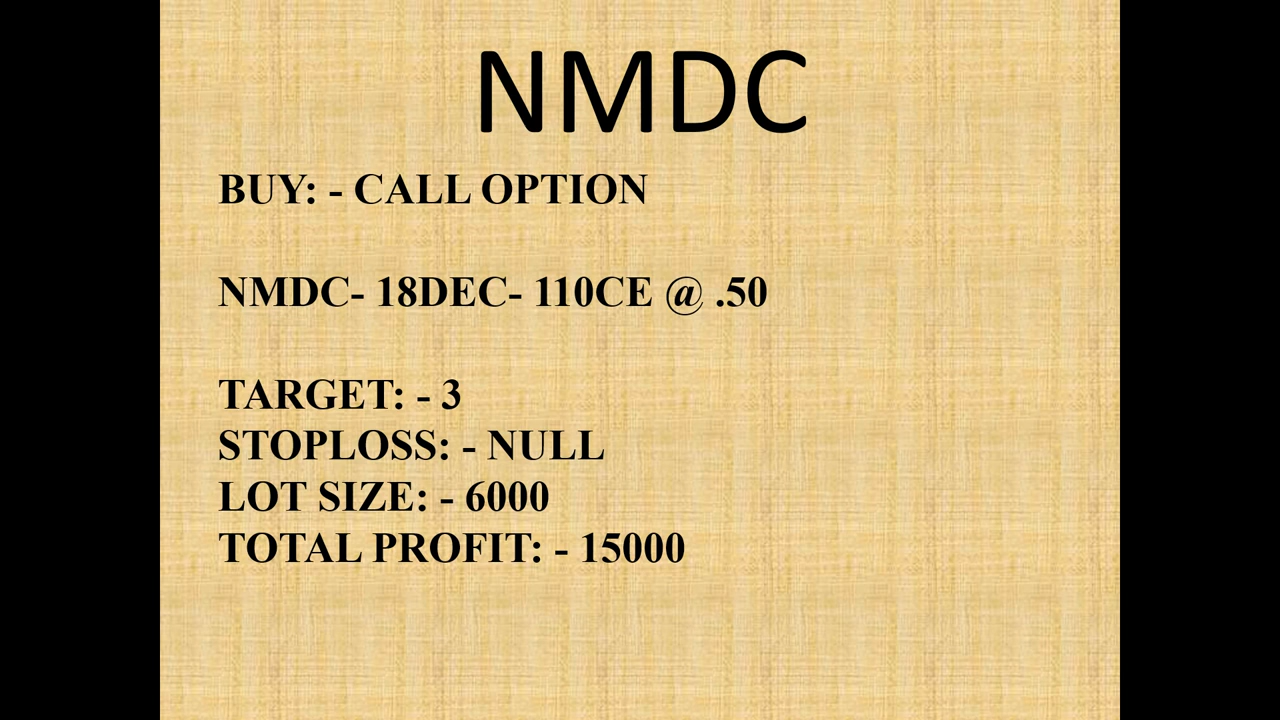 NMDC
BUY: - CALL OPTION
NMDC- 18DEC- 110CE @ .50
TARGET: - 3
STOPLOSS: - NULL
LOT SIZE: - 6000
TOTAL PROFIT: - 15000